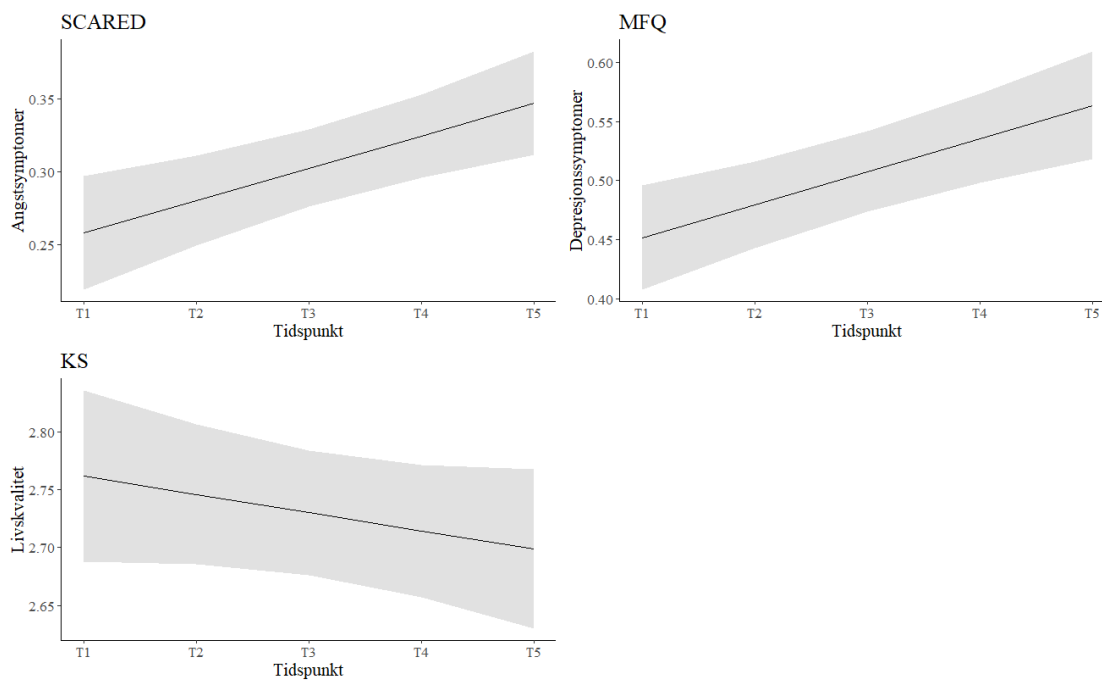 SCARED
Angstsymptomer
0.35
0.30
0.25
T1 T2 T3 T4 T5
Tidspunkt
MFQ
Depresjonssymptomer
0.60
0.55
0.50
0.45
0.40
T1 T2 T3 T4 T5
Tidspunkt
KS
Livskvalitet
2.80
2.75
2.70
2.65
T1 T2 T3 T4 T5
Tidspunkt